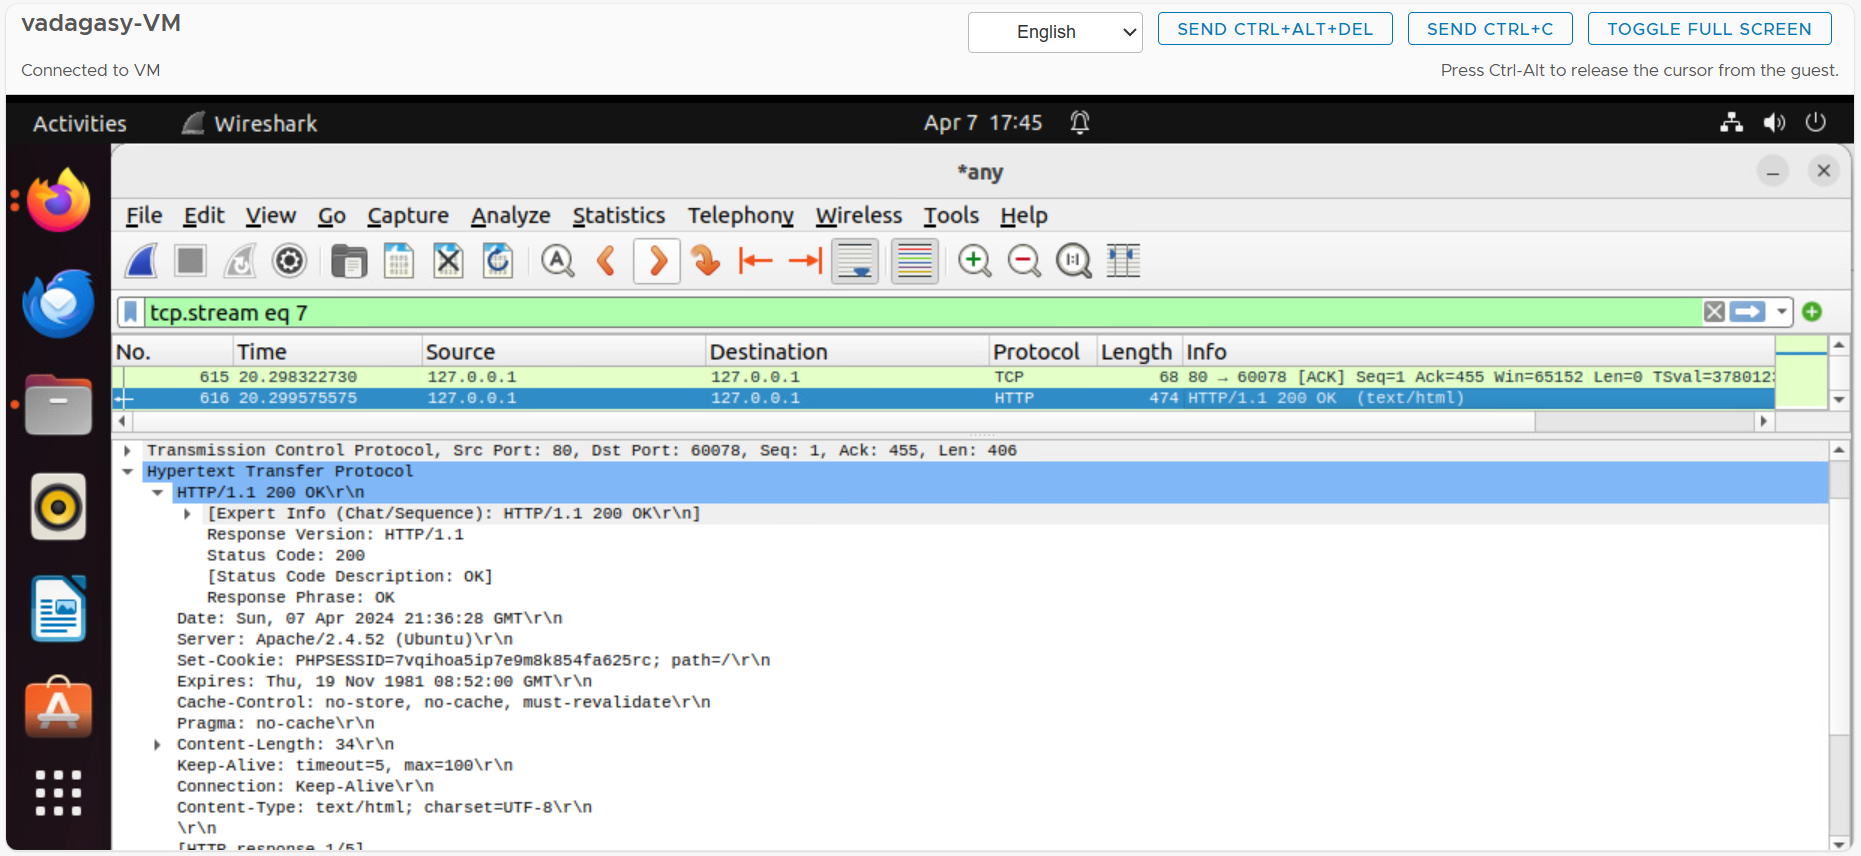 vadagasy-VM
English
SEND CTRL+ALT+DEL
SEND CTRL+C
TOGGLE FULL SCREEN
Connected to VM
Press Ctrl-Alt to release the cursor from the guest.
Activities
Wireshark
Apr 7 17:45
*any
File Edit View Go Capture Analyze Statistics Telephony Wireless Tools Help
tcp.stream eq 7
No. Time Source Destination Protocol Length Info
615 20.298322730 127.0.0.1 127.0.0.1 TCP 68 80 → 60078 [ACK] Seq=1 Ack=455 Win=65152 Len=0 TSval=3780123
616 20.299575575 127.0.0.1 127.0.0.1 HTTP 474 HTTP/1.1 200 OK (text/html)
Transmission Control Protocol, Src Port: 80, Dst Port: 60078, Seq: 1, Ack: 455, Len: 406
Hypertext Transfer Protocol
HTTP/1.1 200 OK\r\n
[Expert Info (Chat/Sequence): HTTP/1.1 200 OK\r\n]
Response Version: HTTP/1.1
Status Code: 200
[Status Code Description: OK]
Response Phrase: OK
Date: Sun, 07 Apr 2024 21:36:28 GMT\r\n
Server: Apache/2.4.52 (Ubuntu)\r\n
Set-Cookie: PHPSESSID=7vqihoa5ip7e9m8k854fa625rc; path=/\r\n
Expires: Thu, 19 Nov 1981 08:52:00 GMT\r\n
Cache-Control: no-store, no-cache, must-revalidate\r\n
Pragma: no-cache\r\n
Content-Length: 34\r\n
Keep-Alive: timeout=5, max=100\r\n
Connection: Keep-Alive\r\n
Content-Type: text/html; charset=UTF-8\r\n
\r\n
[HTTP response 1/5]